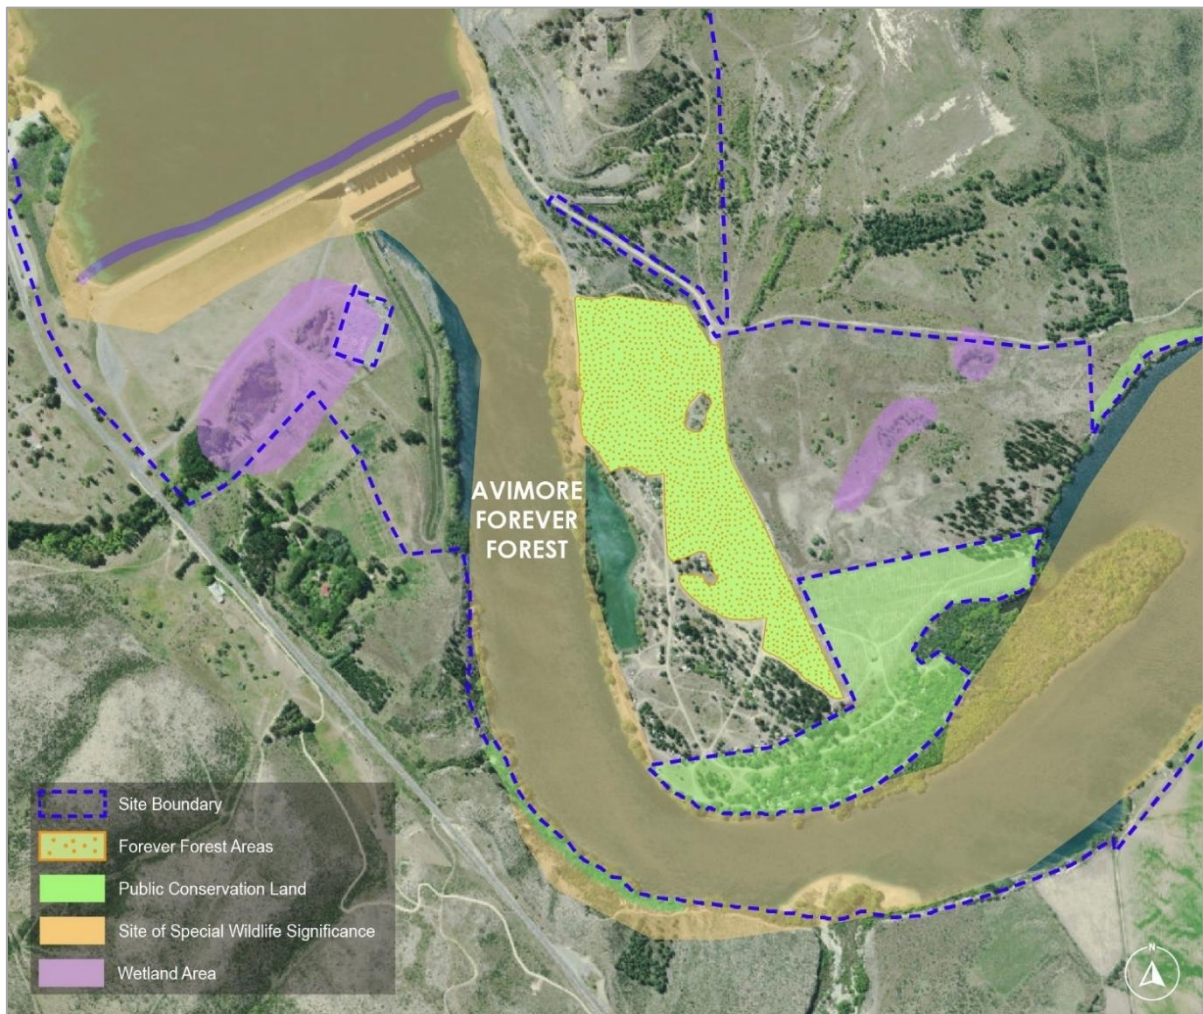 AVIMORE
FOREVER
FOREST
Site Boundary
Forever Forest Areas
Public Conservation Land
Site of Special Wildlife Significance
Wetland Area
N